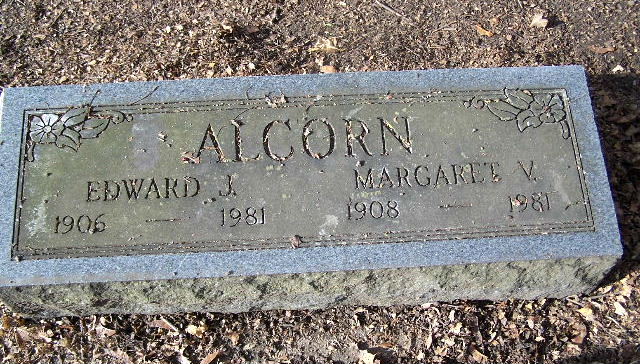 ALCORN
EDWARD J. MARGARET V.
1906 — 1981 1908 — 1981